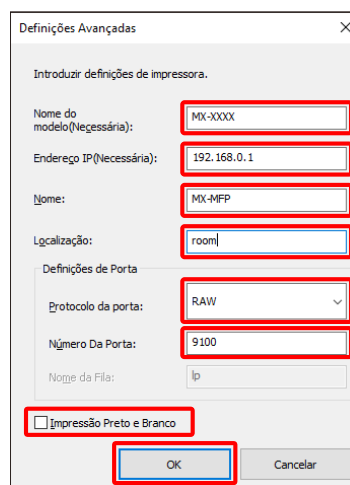 Definições Avançadas
Introduzir definições de impressora.
Nome do
modelo(Necessária):
MX-XXXX
Endereço IP(Necessária):
192.168.0.1
Nome:
MX-MFP
Localização:
room
Definições de Porta
Protocolo da porta:
RAW
Número Da Porta:
9100
Nome da Fila:
lp
Impressão Preto e Branco
OK
Cancelar